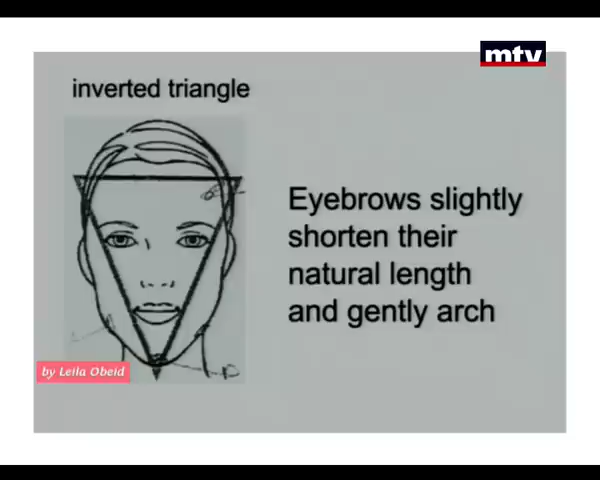 mtv
inverted triangle
Eyebrows slightly
shorten their
natural length
and gently arch
by Leila Obeid